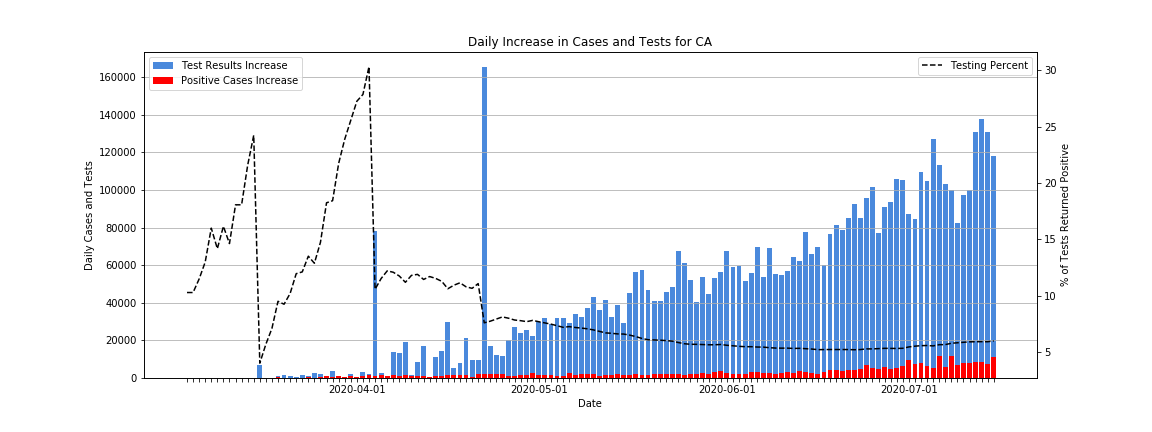 Daily Increase in Cases and Tests for CA
Test Results Increase
Positive Cases Increase
Testing Percent
160000
140000
120000
100000
80000
60000
40000
20000
0
Daily Cases and Tests
30
25
20
15
10
5
% of Tests Returned Positive
2020-04-01
2020-05-01
2020-06-01
2020-07-01
Date